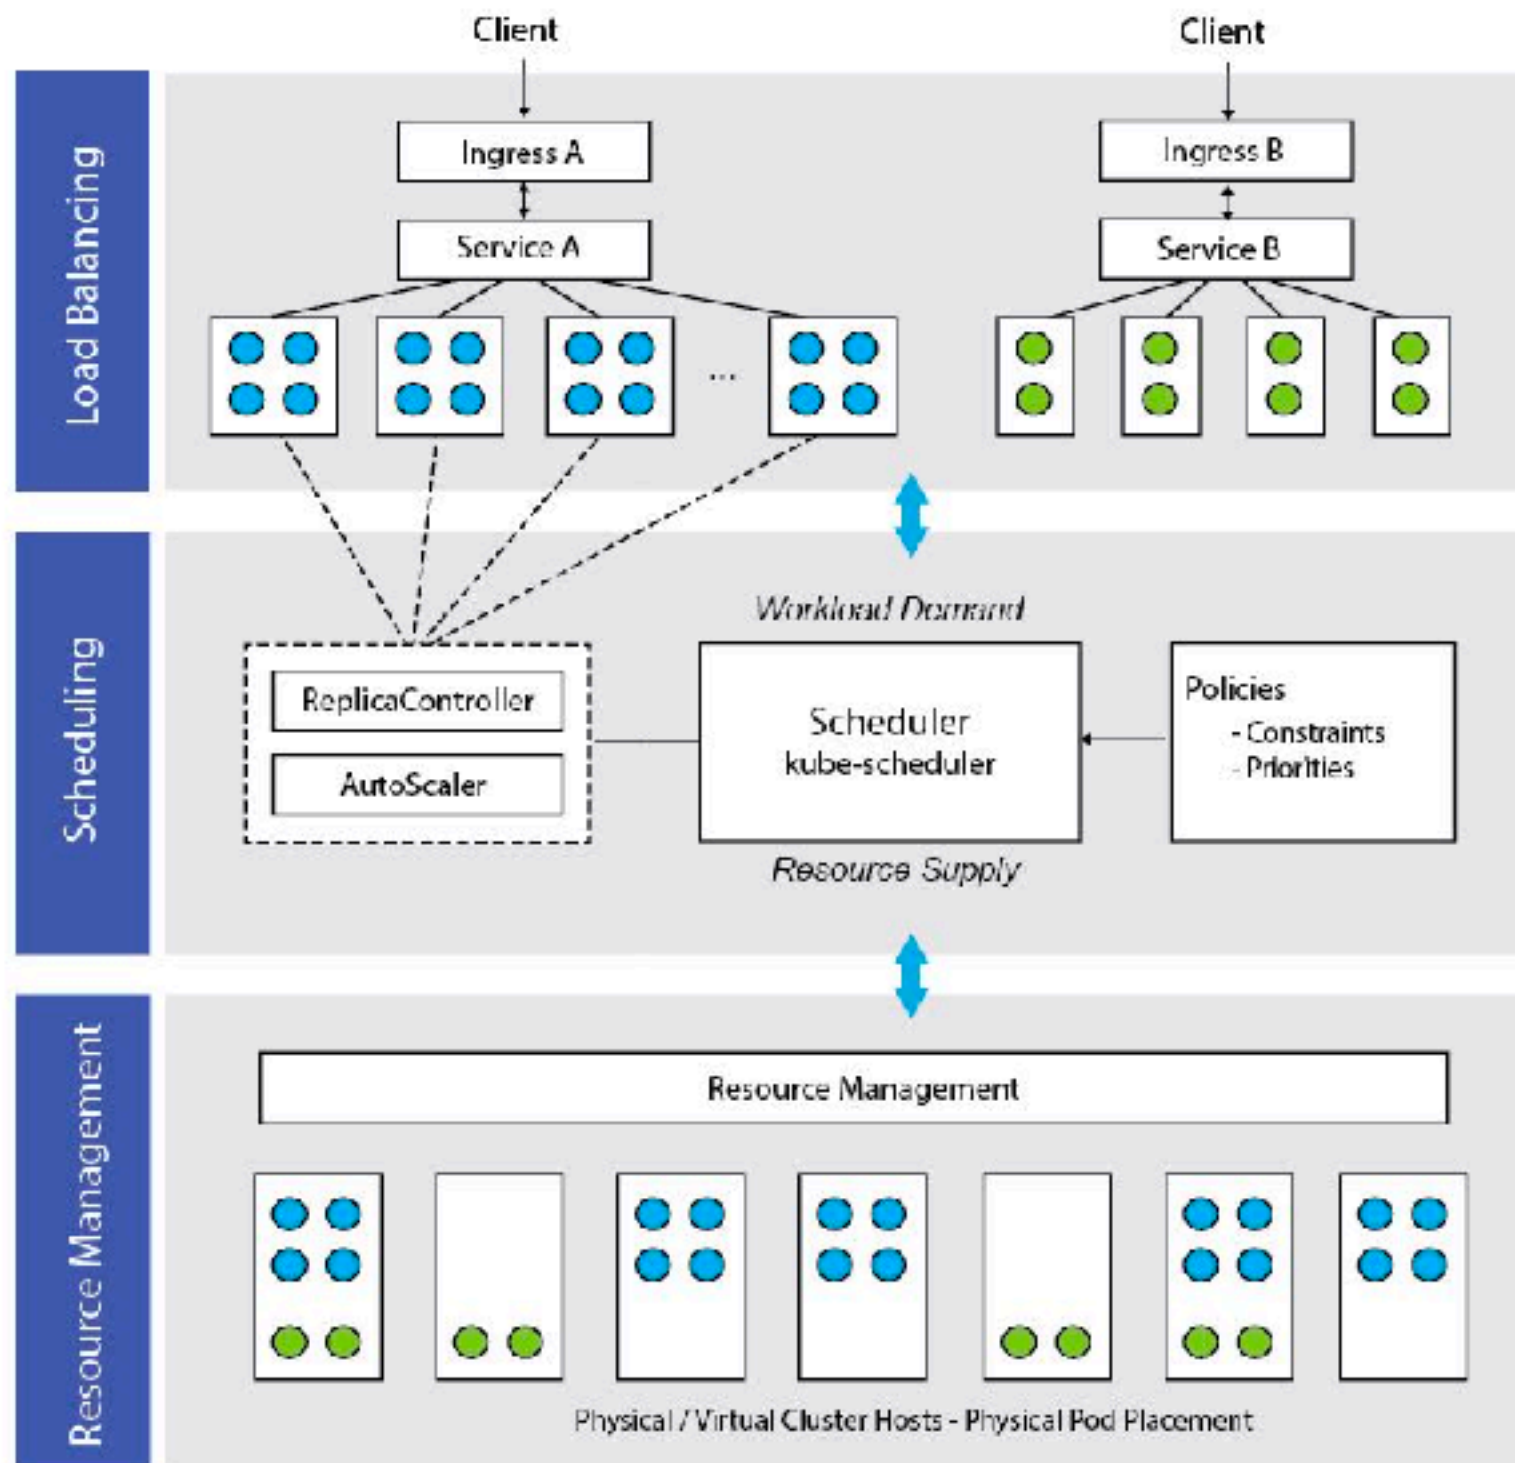 Client
Client
Load Balancing
Ingress A
Ingress B
Service A
Service B
...
Scheduling
Workload Demand
ReplicaController
AutoScaler
Scheduler
kube-scheduler
Policies
- Constraints
- Priorities
Resource Supply
Resource Management
Resource Management
Physical / Virtual Cluster Hosts - Physical Pod Placement